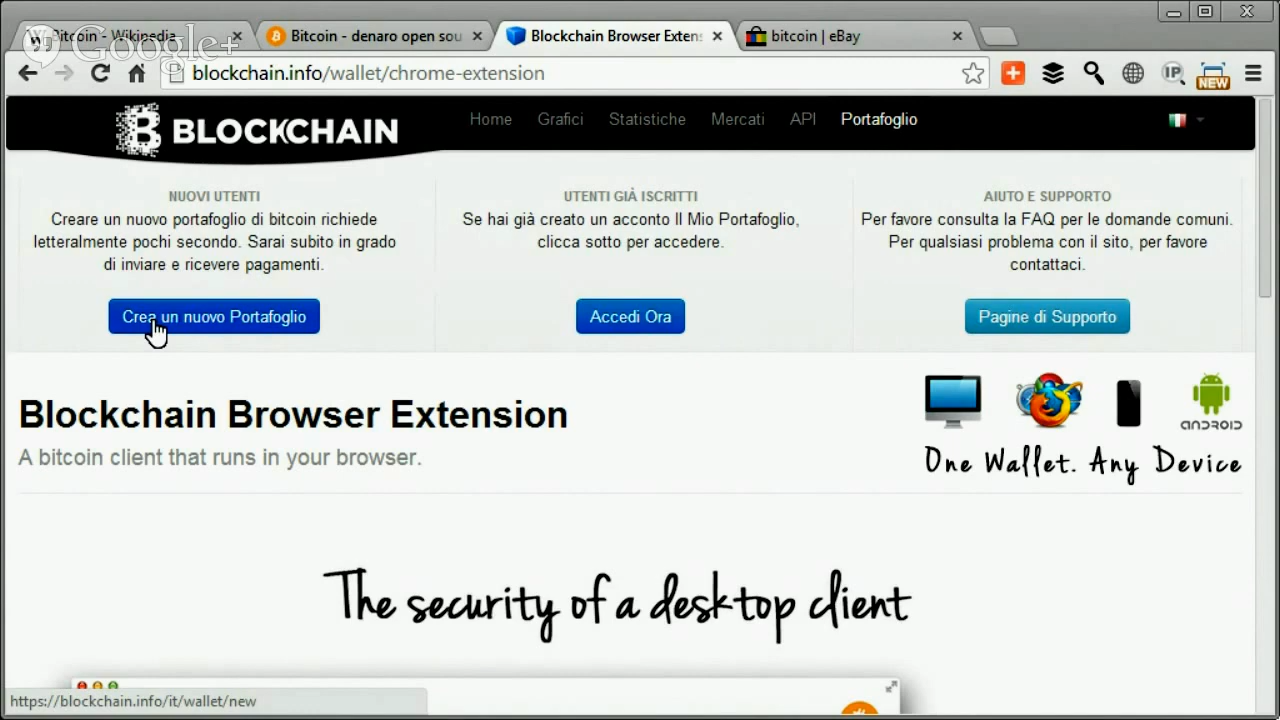 Google+
Bitcoin - Wikipedia
Bitcoin - denaro open sou
Blockchain Browser Exten
bitcoin | eBay
blockchain.info/wallet/chrome-extension
IP
NEW
BLOCKCHAIN
Home Grafici Statistiche Mercati API Portafoglio
NUOVI UTENTI
Creare un nuovo portafoglio di bitcoin richiede
letteralmente pochi secondo. Sarai subito in grado
di inviare e ricevere pagamenti.
Crea un nuovo Portafoglio
UTENTI GIÀ ISCRITTI
Se hai già creato un acconto Il Mio Portafoglio,
clicca sotto per accedere.
Accedi Ora
AIUTO E SUPPORTO
Per favore consulta la FAQ per le domande comuni.
Per qualsiasi problema con il sito, per favore
contattaci.
Pagine di Supporto
Blockchain Browser Extension
A bitcoin client that runs in your browser.
ANDROID
One Wallet. Any Device
The security of a desktop client
https://blockchain.info/it/wallet/new